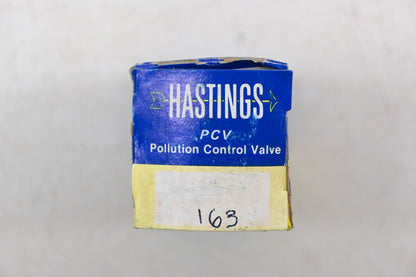 HASTINGS
PCV
Pollution Control Valve
163